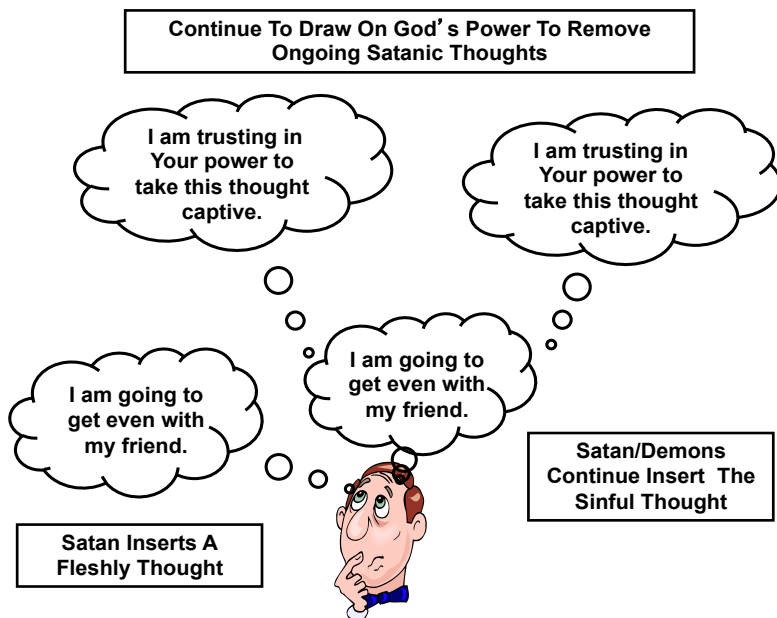 Continue To Draw On God's Power To Remove
Ongoing Satanic Thoughts
I am trusting in
Your power to
take this thought
captive.
I am trusting in
Your power to
take this thought
captive.
I am going to
get even with
my friend.
I am going to
get even with
my friend.
Satan/Demons
Continue Insert The
Sinful Thought
Satan Inserts A
Fleshly Thought